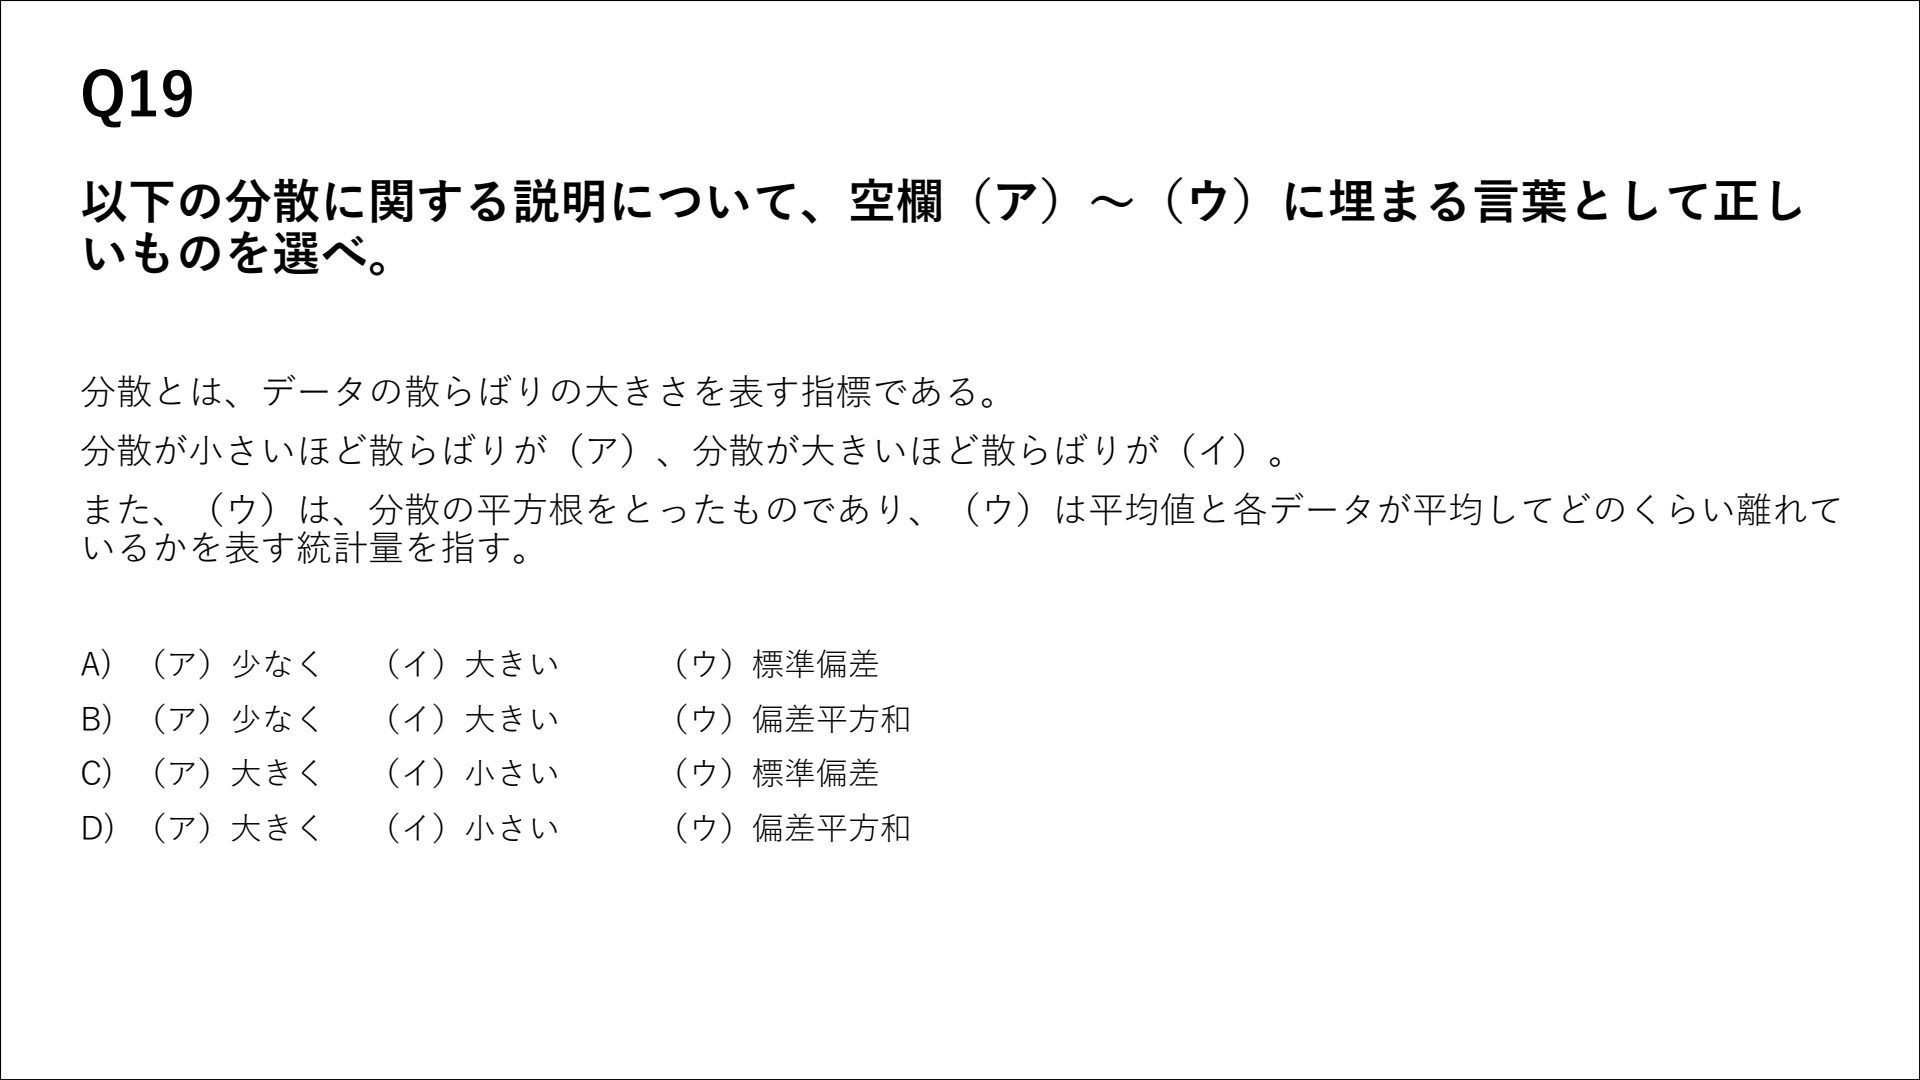 Q19
以下の分散に関する説明について、空欄（ア）～（ウ）に埋まる言葉として正し
いものを選べ。
分散とは、データの散らばりの大きさを表す指標である。
分散が小さいほど散らばりが（ア）、分散が大きいほど散らばりが（イ）。
また、（ウ）は、分散の平方根をとったものであり、（ウ）は平均値と各データが平均してどのくらい離れて
いるかを表す統計量を指す。
A) （ア）少なく （イ）大きい （ウ）標準偏差
B) （ア）少なく （イ）大きい （ウ）偏差平方和
C) （ア）大きく （イ）小さい （ウ）標準偏差
D) （ア）大きく （イ）小さい （ウ）偏差平方和